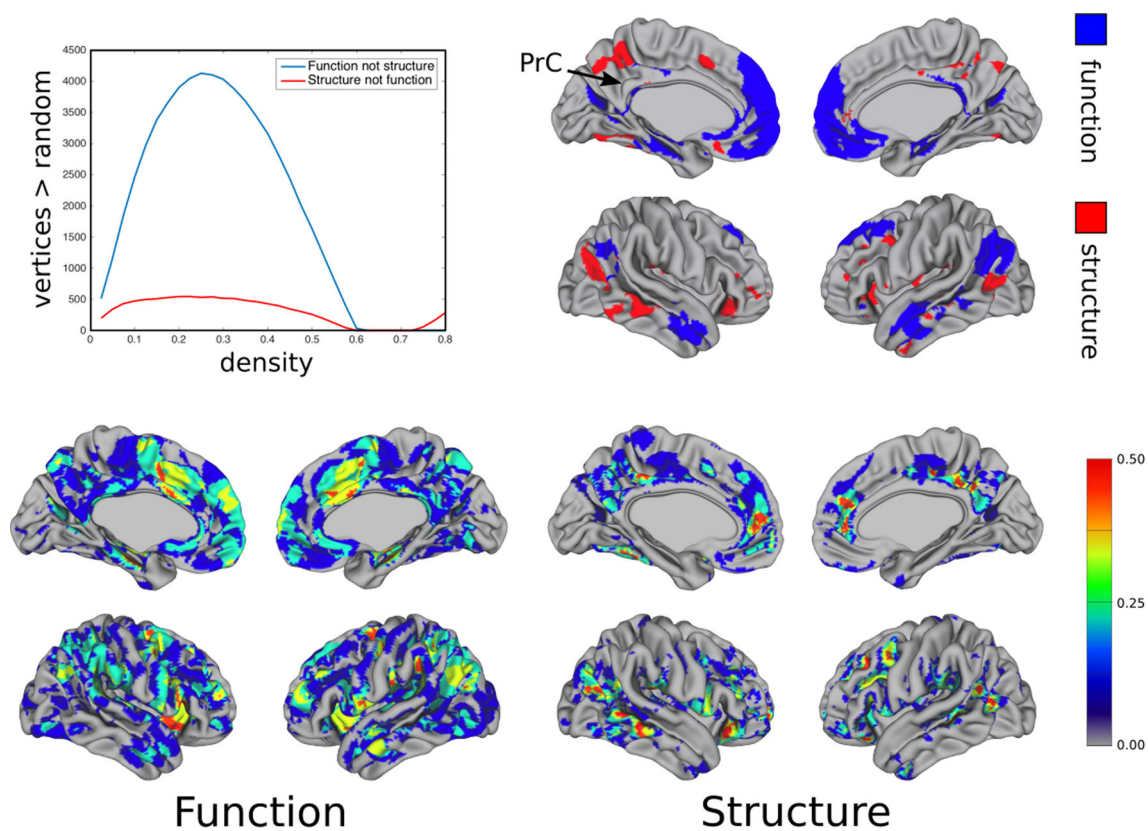 vertices > random
4500
4000
3500
3000
2500
2000
1500
1000
500
0
Function not structure
Structure not function
0 0.1 0.2 0.3 0.4 0.5 0.6 0.7 0.8
density
PrC
function
structure
0.50
0.25
0.00
Function
Structure